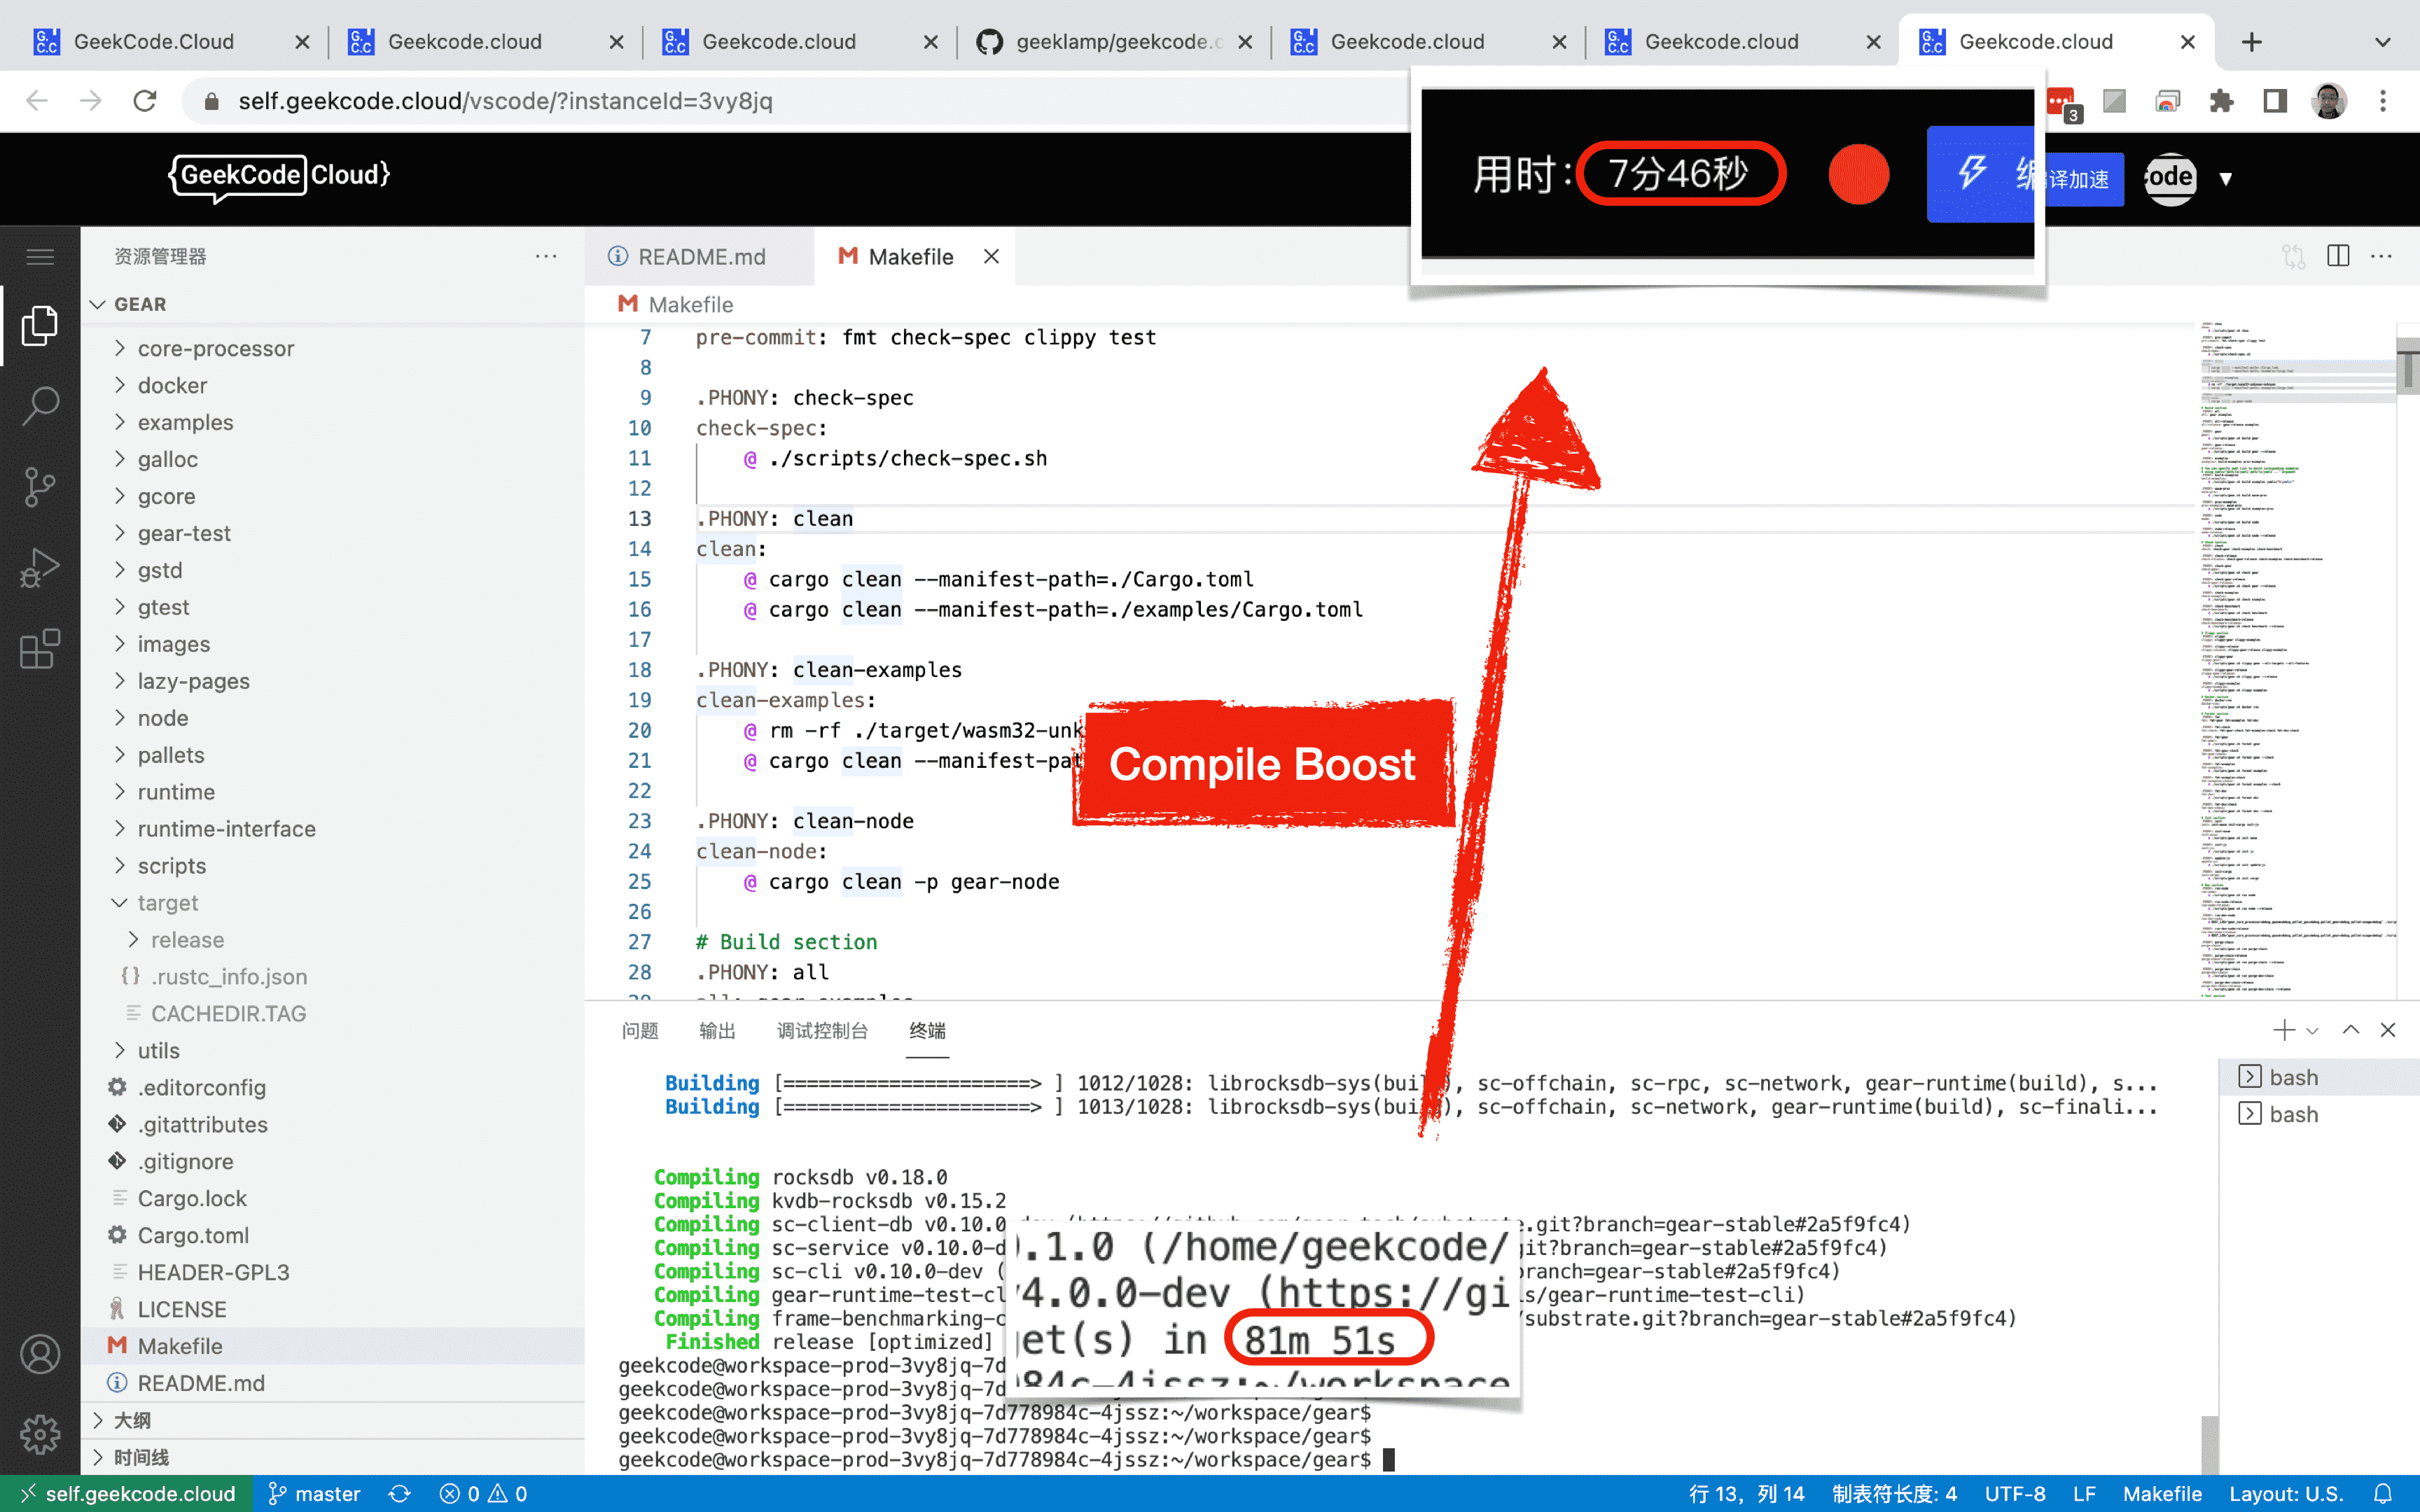 GeekCode.Cloud
Geekcode.cloud
Geekcode.cloud
geeklamp/geekcode.c
Geekcode.cloud
Geekcode.cloud
Geekcode.cloud
self.geekcode.cloud/vscode/?instanceId=3vy8jq
3
{GeekCode Cloud}
用时:7分46秒
编译加速
ode
资源管理器
README.md
Makefile
GEAR
Makefile
core-processor
docker
examples
galloc
gcore
gear-test
gstd
gtest
images
lazy-pages
node
pallets
runtime
runtime-interface
scripts
target
release
.rustc_info.json
CACHEDIR.TAG
utils
.editorconfig
.gitattributes
.gitignore
Cargo.lock
Cargo.toml
HEADER-GPL3
LICENSE
Makefile
README.md
大纲
时间线
7 pre-commit: fmt check-spec clippy test
8
9 .PHONY: check-spec
10 check-spec:
11 @ ./scripts/check-spec.sh
12
13 .PHONY: clean
14 clean:
15 @ cargo clean --manifest-path=./Cargo.toml
16 @ cargo clean --manifest-path=./examples/Cargo.toml
17
18 .PHONY: clean-examples
19 clean-examples:
20 @ rm -rf ./target/wasm32-unk
21 @ cargo clean --manifest-pat
22
23 .PHONY: clean-node
24 clean-node:
25 @ cargo clean -p gear-node
26
27 # Build section
28 .PHONY: all
Compile Boost
问题 输出 调试控制台 终端
Building [=====================> ] 1012/1028: librocksdb-sys(buil), sc-offchain, sc-rpc, sc-network, gear-runtime(build), s...
Building [=====================> ] 1013/1028: librocksdb-sys(buil), sc-offchain, sc-network, gear-runtime(build), sc-finali...
Compiling rocksdb v0.18.0
Compiling kvdb-rocksdb v0.15.2
Compiling sc-client-db v0.10.0-dev (https://github.com/gear-tech/substrate.git?branch=gear-stable#2a5f9fc4)
Compiling sc-service v0.10.0-d git?branch=gear-stable#2a5f9fc4)
Compiling sc-cli v0.10.0-dev ( branch=gear-stable#2a5f9fc4)
Compiling gear-runtime-test-cl s/gear-runtime-test-cli)
Compiling frame-benchmarking-c /substrate.git?branch=gear-stable#2a5f9fc4)
Finished release [optimized]
geekcode@workspace-prod-3vy8jq-7d
geekcode@workspace-prod-3vy8jq-7d
geekcode@workspace-prod-3vy8jq-7d778984c-4jssz:~/workspace/gear$
geekcode@workspace-prod-3vy8jq-7d778984c-4jssz:~/workspace/gear$
geekcode@workspace-prod-3vy8jq-7d778984c-4jssz:~/workspace/gear$
.1.0 (/home/geekcode/
v4.0.0-dev (https://gi
get(s) in 81m 51s
984c-4jssz:~/workspace
bash
bash
self.geekcode.cloud master 0 0
行 13，列 14 制表符长度: 4 UTF-8 LF Makefile Layout: U.S.